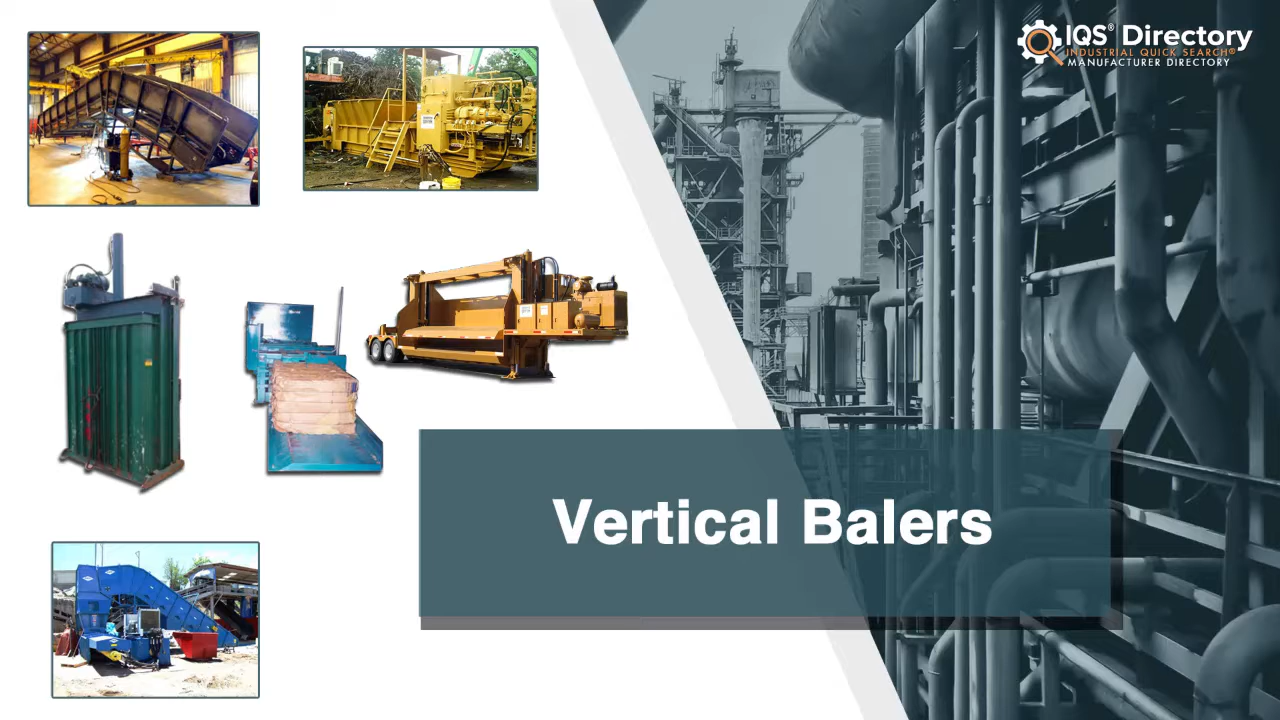 IQS® Directory
INDUSTRIAL QUICK SEARCH®
MANUFACTURER DIRECTORY
Vertical Balers